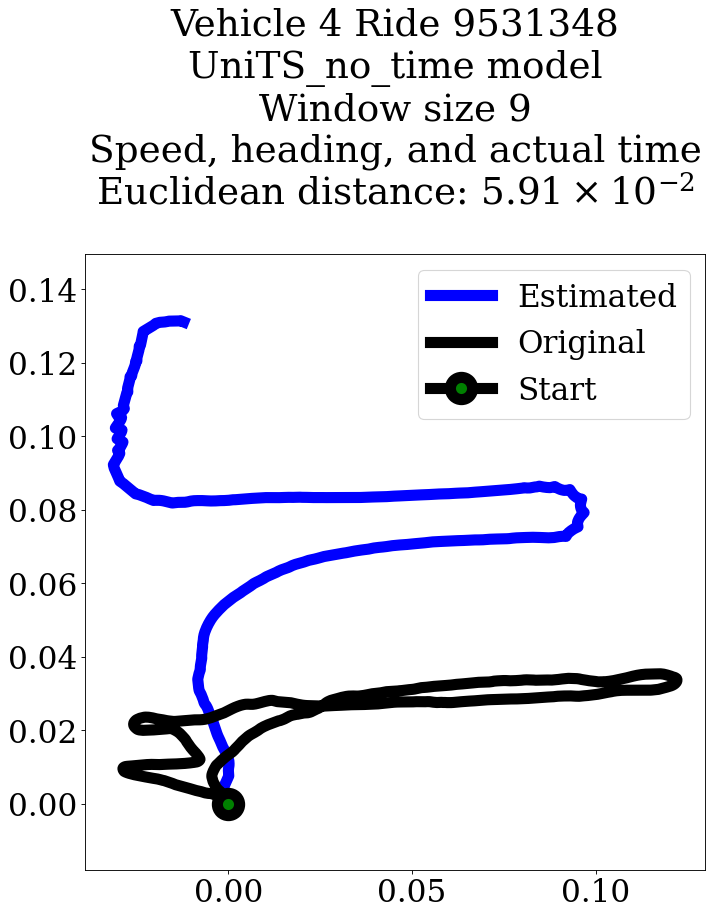 Vehicle 4 Ride 9531348
UniTS_no_time model
Window size 9
Speed, heading, and actual time
Euclidean distance: 5.91 × 10⁻²
Estimated
Original
Start
0.14
0.12
0.10
0.08
0.06
0.04
0.02
0.00
0.00 0.05 0.10